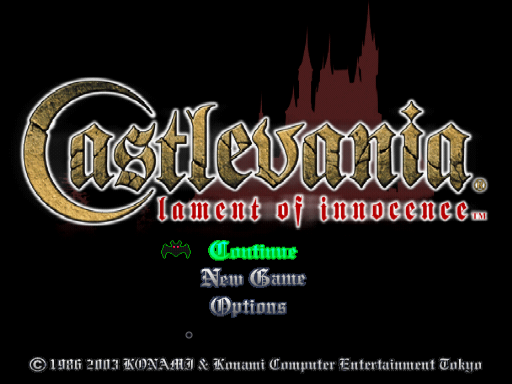 Castlevania®
lament of innocence™
Continue
New Game
Options
© 1986 2003 KONAMI & Konami Computer Entertainment Tokyo